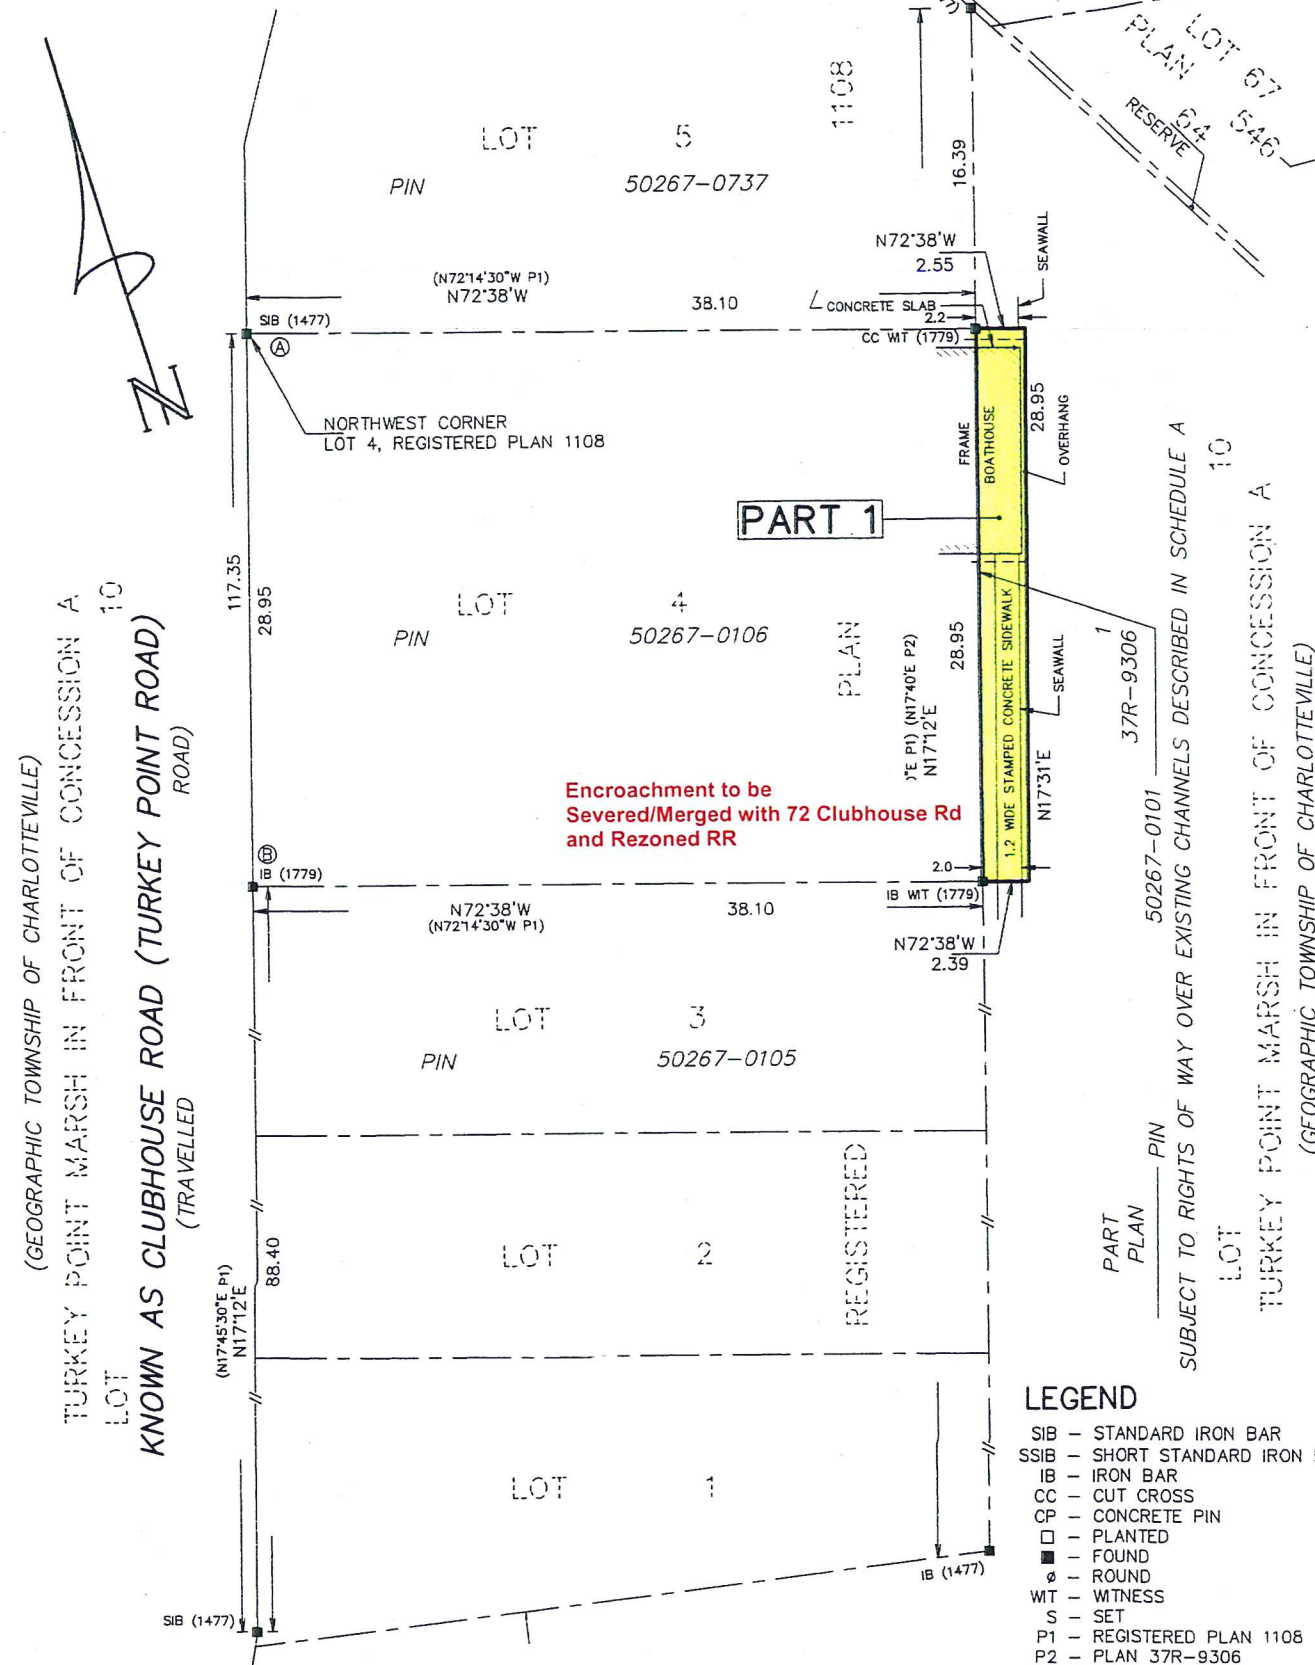 LOT 67
PLAN 546
64
RESERVE
1108
LOT 5
PIN 50267-0737
16.39
N72°38'W
2.55
SEAWALL
(N72°14'30"W P1)
N72°38'W
38.10
CONCRETE SLAB
2.2
SIB (1477)
A
CC WIT (1779)
NORTHWEST CORNER
LOT 4, REGISTERED PLAN 1108
FRAME
BOATHOUSE
28.95
OVERHANG
PART 1
N
117.35
28.95
LOT 4
PIN 50267-0106
PLAN
)"E P1) (N17°40'E P2)
N17°12'E
28.95
1.2 WIDE STAMPED CONCRETE SIDEWALK
SEAWALL
N17°31'E
Encroachment to be
Severed/Merged with 72 Clubhouse Rd
and Rezoned RR
B
IB (1779)
2.0
IB WIT (1779)
N72°38'W
38.10
(N72°14'30"W P1)
N72°38'W
2.39
LOT 3
PIN 50267-0105
REGISTERED
LOT 2
88.40
(N17°45'30"E P1)
N17°12'E
LOT 1
IB (1477)
SIB (1477)
(GEOGRAPHIC TOWNSHIP OF CHARLOTTEVILLE)
TURKEY POINT MARSH IN FRONT OF CONCESSION A
LOT 10
KNOWN AS CLUBHOUSE ROAD (TURKEY POINT ROAD)
(TRAVELLED ROAD)
PART 1
PLAN 37R-9306
PIN 50267-0101
SUBJECT TO RIGHTS OF WAY OVER EXISTING CHANNELS DESCRIBED IN SCHEDULE A
LOT 10
TURKEY POINT MARSH IN FRONT OF CONCESSION A
(GEOGRAPHIC TOWNSHIP OF CHARLOTTEVILLE)
LEGEND
SIB - STANDARD IRON BAR
SSIB - SHORT STANDARD IRON
IB - IRON BAR
CC - CUT CROSS
CP - CONCRETE PIN
□ - PLANTED
■ - FOUND
ø - ROUND
WIT - WITNESS
S - SET
P1 - REGISTERED PLAN 1108
P2 - PLAN 37R-9306